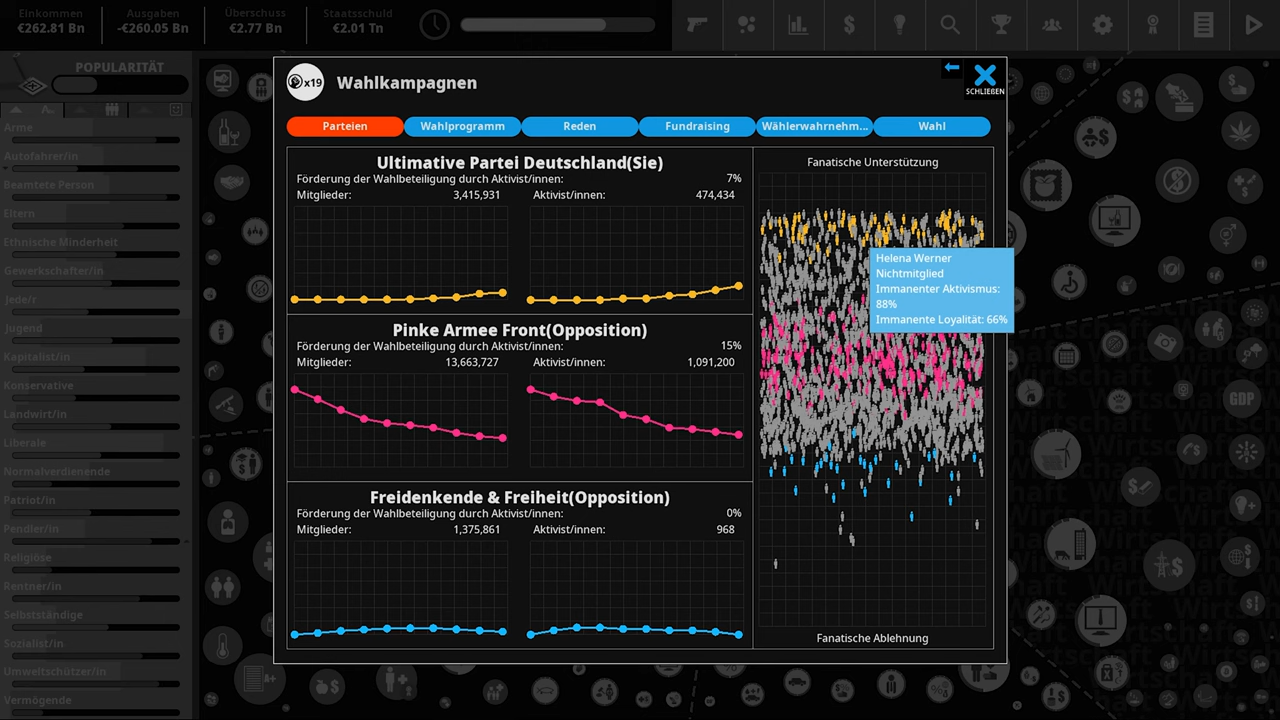 Einkommen
Ausgaben
Überschuss
Staatsschuld
€262.81 Bn
-€260.05 Bn
€2.77 Bn
€2.01 Tn
POPULARITÄT
Arme
Autofahrer/in
Beamtete Person
Eltern
Ethnische Minderheit
Gewerkschafter/in
Jede/r
Jugend
Kapitalist/in
Konservative
Landwirt/in
Liberale
Normalverdienende
Patriot/in
Pendler/in
Religiöse
Rentner/in
Selbstständige
Sozialist/in
Umweltschützer/in
Vermögende
x19
Wahlkampagnen
SCHLIEßEN
Parteien
Wahlprogramm
Reden
Fundraising
Wählerwahrnehm...
Wahl
Ultimative Partei Deutschland(Sie)
Förderung der Wahlbeteiligung durch Aktivist/innen:
7%
Mitglieder:
3,415,931
Aktivist/innen:
474,434
Pinke Armee Front(Opposition)
Förderung der Wahlbeteiligung durch Aktivist/innen:
15%
Mitglieder:
13,663,727
Aktivist/innen:
1,091,200
Freidenkende & Freiheit(Opposition)
Förderung der Wahlbeteiligung durch Aktivist/innen:
0%
Mitglieder:
1,375,861
Aktivist/innen:
968
Fanatische Unterstützung
Helena Werner
Nichtmitglied
Immanenter Aktivismus:
88%
Immanente Loyalität: 66%
Fanatische Ablehnung
GDP